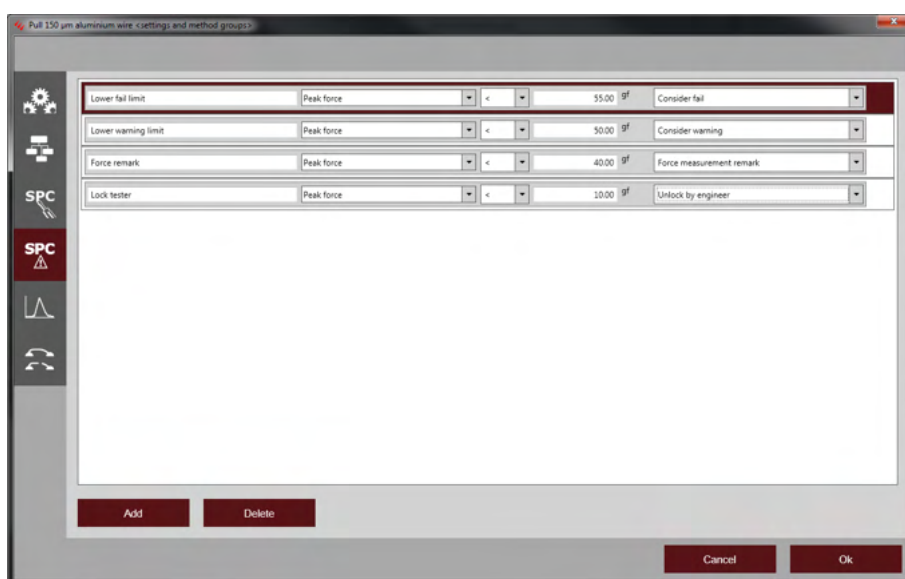 Pull 150 µm aluminium wire <settings and method groups>
Lower fail limit Peak force < 55.00 gf Consider fail
Lower warning limit Peak force < 50.00 gf Consider warning
SPC Force remark Peak force < 40.00 gf Force measurement remark
Lock tester Peak force < 10.00 gf Unlock by engineer
SPC
Add Delete
Cancel Ok